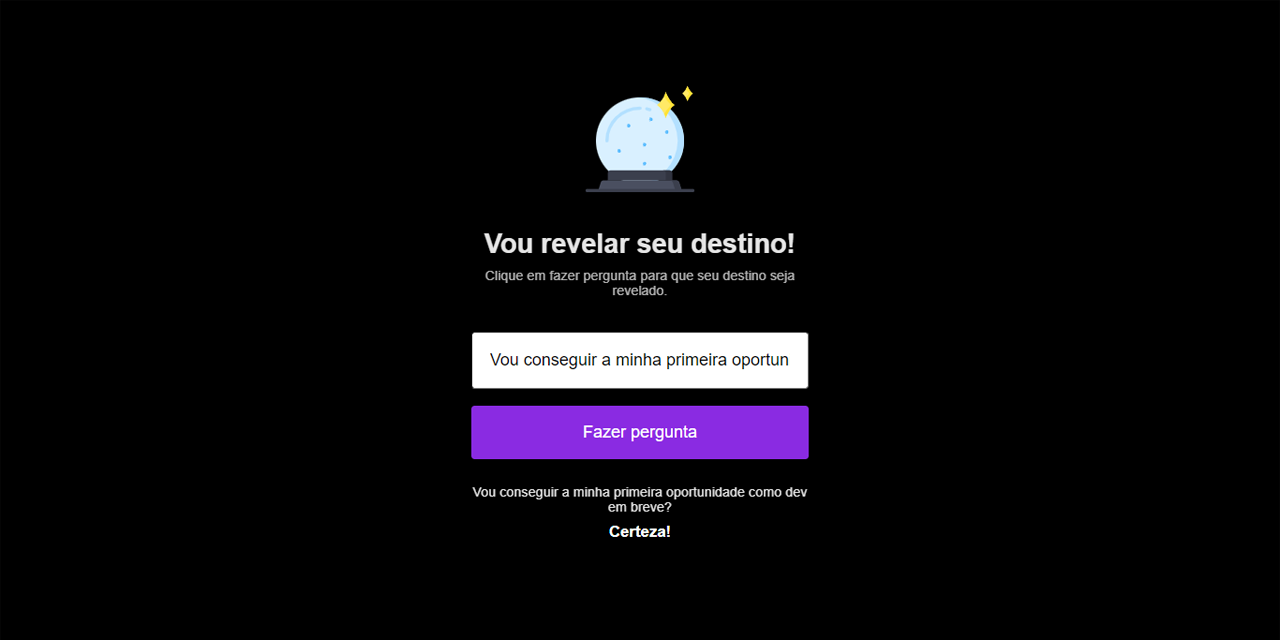 Vou revelar seu destino!
Clique em fazer pergunta para que seu destino seja
revelado.
Vou conseguir a minha primeira oportun
Fazer pergunta
Vou conseguir a minha primeira oportunidade como dev
em breve?
Certeza!